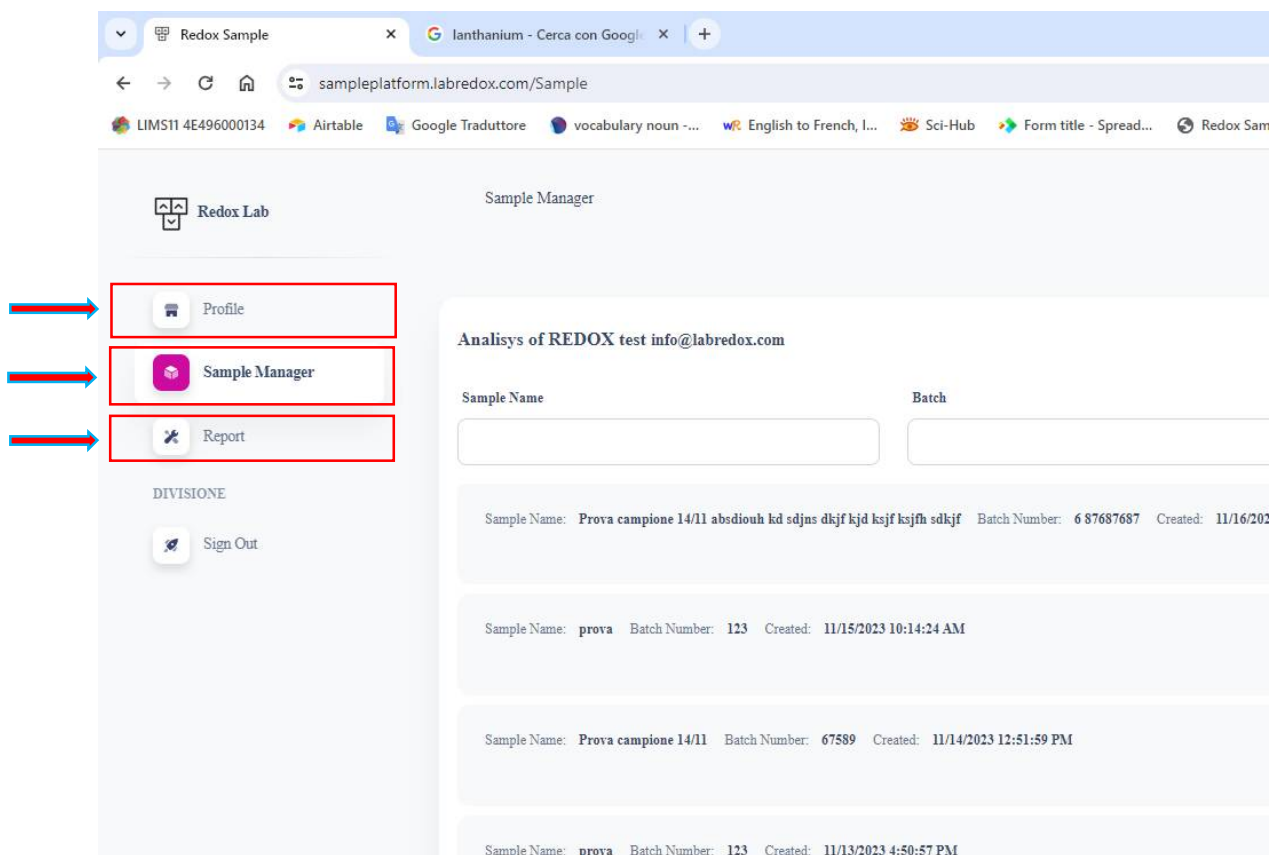 Redox Sample
lanthanium - Cerca con Googl
sampleplatform.labredox.com/Sample
LIMS11 4E496000134 Airtable Google Traduttore vocabulary noun -... WR English to French, I... Sci-Hub Form title - Spread... Redox Sam
Redox Lab
Sample Manager
Profile
Sample Manager
Report
DIVISIONE
Sign Out
Analisys of REDOX test info@labredox.com
Sample Name Batch
Sample Name: Prova campione 14/11 absdiouh kd sdjns dkjf kjd ksjf ksjfh sdkjf Batch Number: 6 87687687 Created: 11/16/202
Sample Name: prova Batch Number: 123 Created: 11/15/2023 10:14:24 AM
Sample Name: Prova campione 14/11 Batch Number: 67589 Created: 11/14/2023 12:51:59 PM
Sample Name: prova Batch Number: 123 Created: 11/13/2023 4:50:57 PM